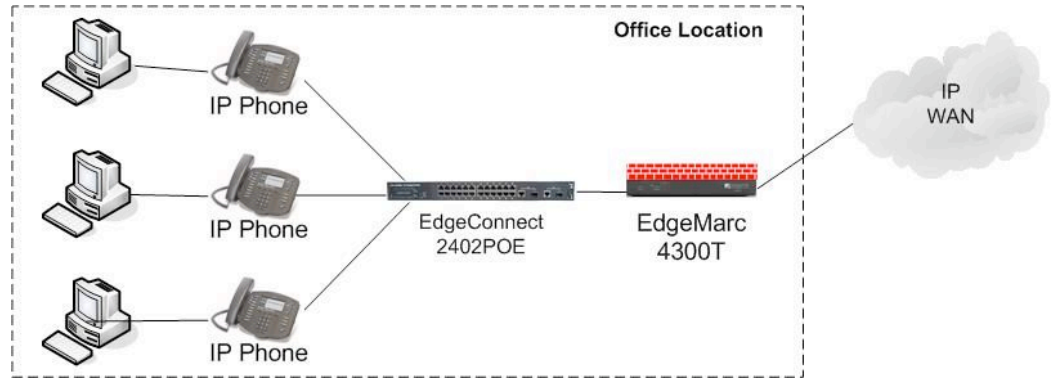 Office Location
IP Phone
IP Phone
IP Phone
EdgeConnect
2402POE
EdgeMarc
4300T
IP
WAN